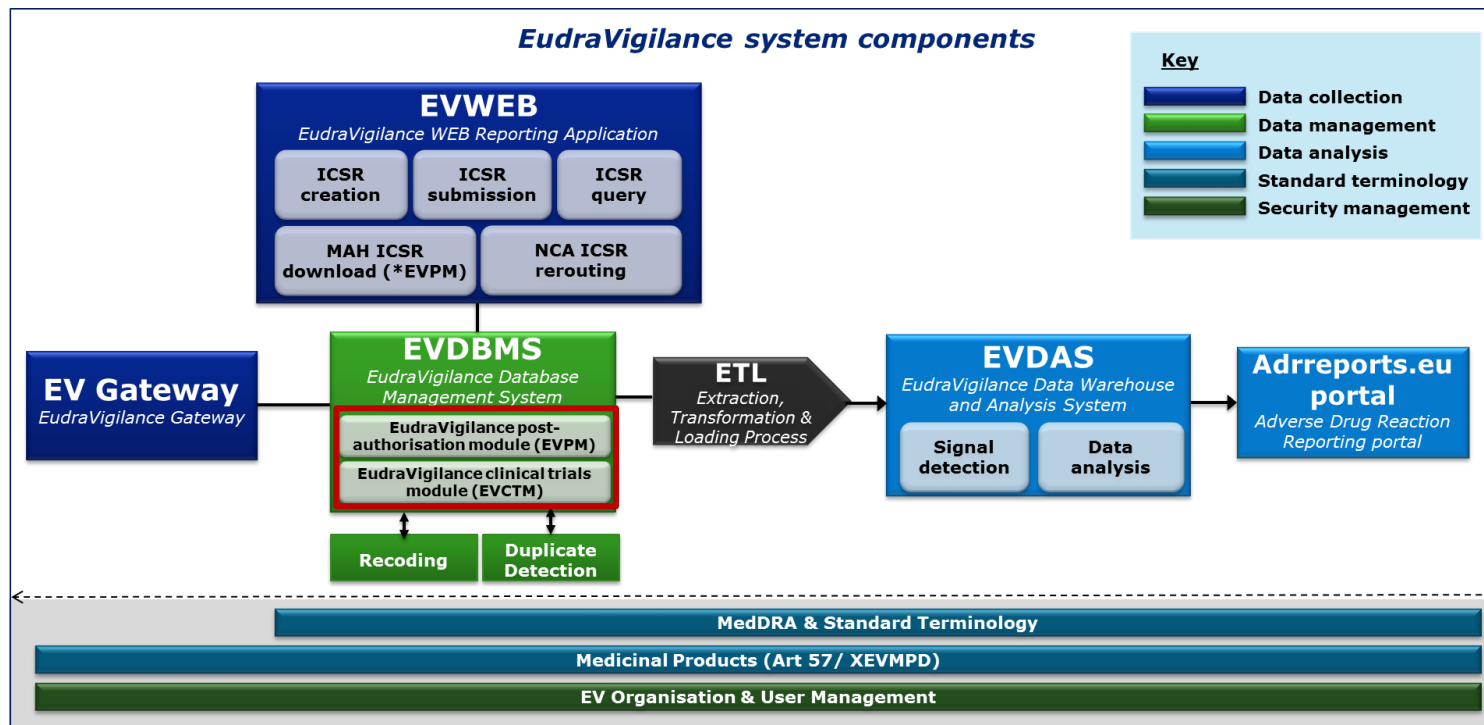 EudraVigilance system components
Key
Data collection
Data management
Data analysis
Standard terminology
Security management
EVWEB
EudraVigilance WEB Reporting Application
ICSR
creation
ICSR
submission
ICSR
query
MAH ICSR
download (*EVPM)
NCA ICSR
rerouting
EV Gateway
EudraVigilance Gateway
EVDBMS
EudraVigilance Database
Management System
EudraVigilance post-
authorisation module (EVPM)
EudraVigilance clinical trials
module (EVCTM)
Recoding
Duplicate
Detection
ETL
Extraction,
Transformation &
Loading Process
EVDAS
EudraVigilance Data Warehouse
and Analysis System
Signal
detection
Data
analysis
Adrreports.eu
portal
Adverse Drug Reaction
Reporting portal
MedDRA & Standard Terminology
Medicinal Products (Art 57/ XEVMPD)
EV Organisation & User Management